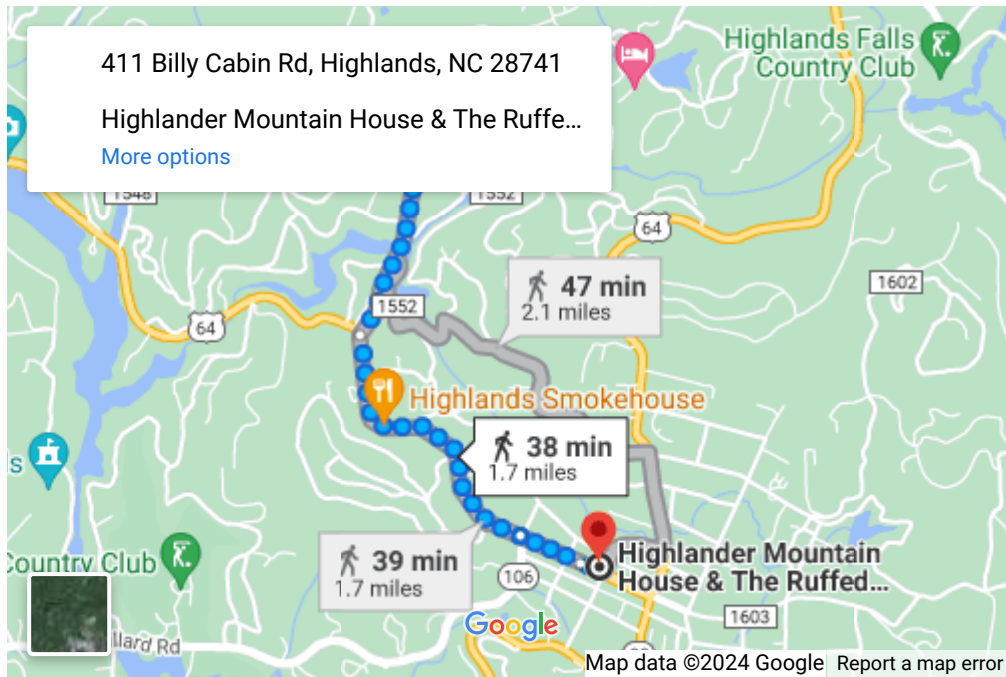 411 Billy Cabin Rd, Highlands, NC 28741
Highlander Mountain House & The Ruffe...
More options
Highlands Falls
Country Club
1548
1552
64
47 min
2.1 miles
1602
1552
64
Highlands Smokehouse
38 min
1.7 miles
s
Country Club
39 min
1.7 miles
106
Highlander Mountain
House & The Ruffed...
1603
Google
llard Rd
Map data ©2024 Google
Report a map error